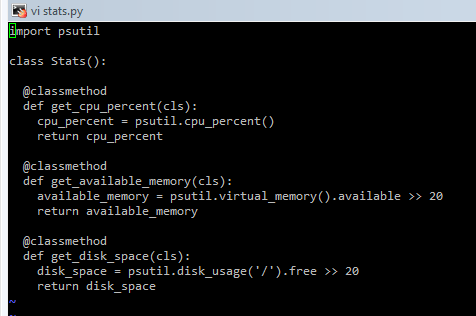 vi stats.py
import psutil
class Stats():
@classmethod
def get_cpu_percent(cls):
cpu_percent = psutil.cpu_percent()
return cpu_percent
@classmethod
def get_available_memory(cls):
available_memory = psutil.virtual_memory().available >> 20
return available_memory
@classmethod
def get_disk_space(cls):
disk_space = psutil.disk_usage('/').free >> 20
return disk_space
~
~